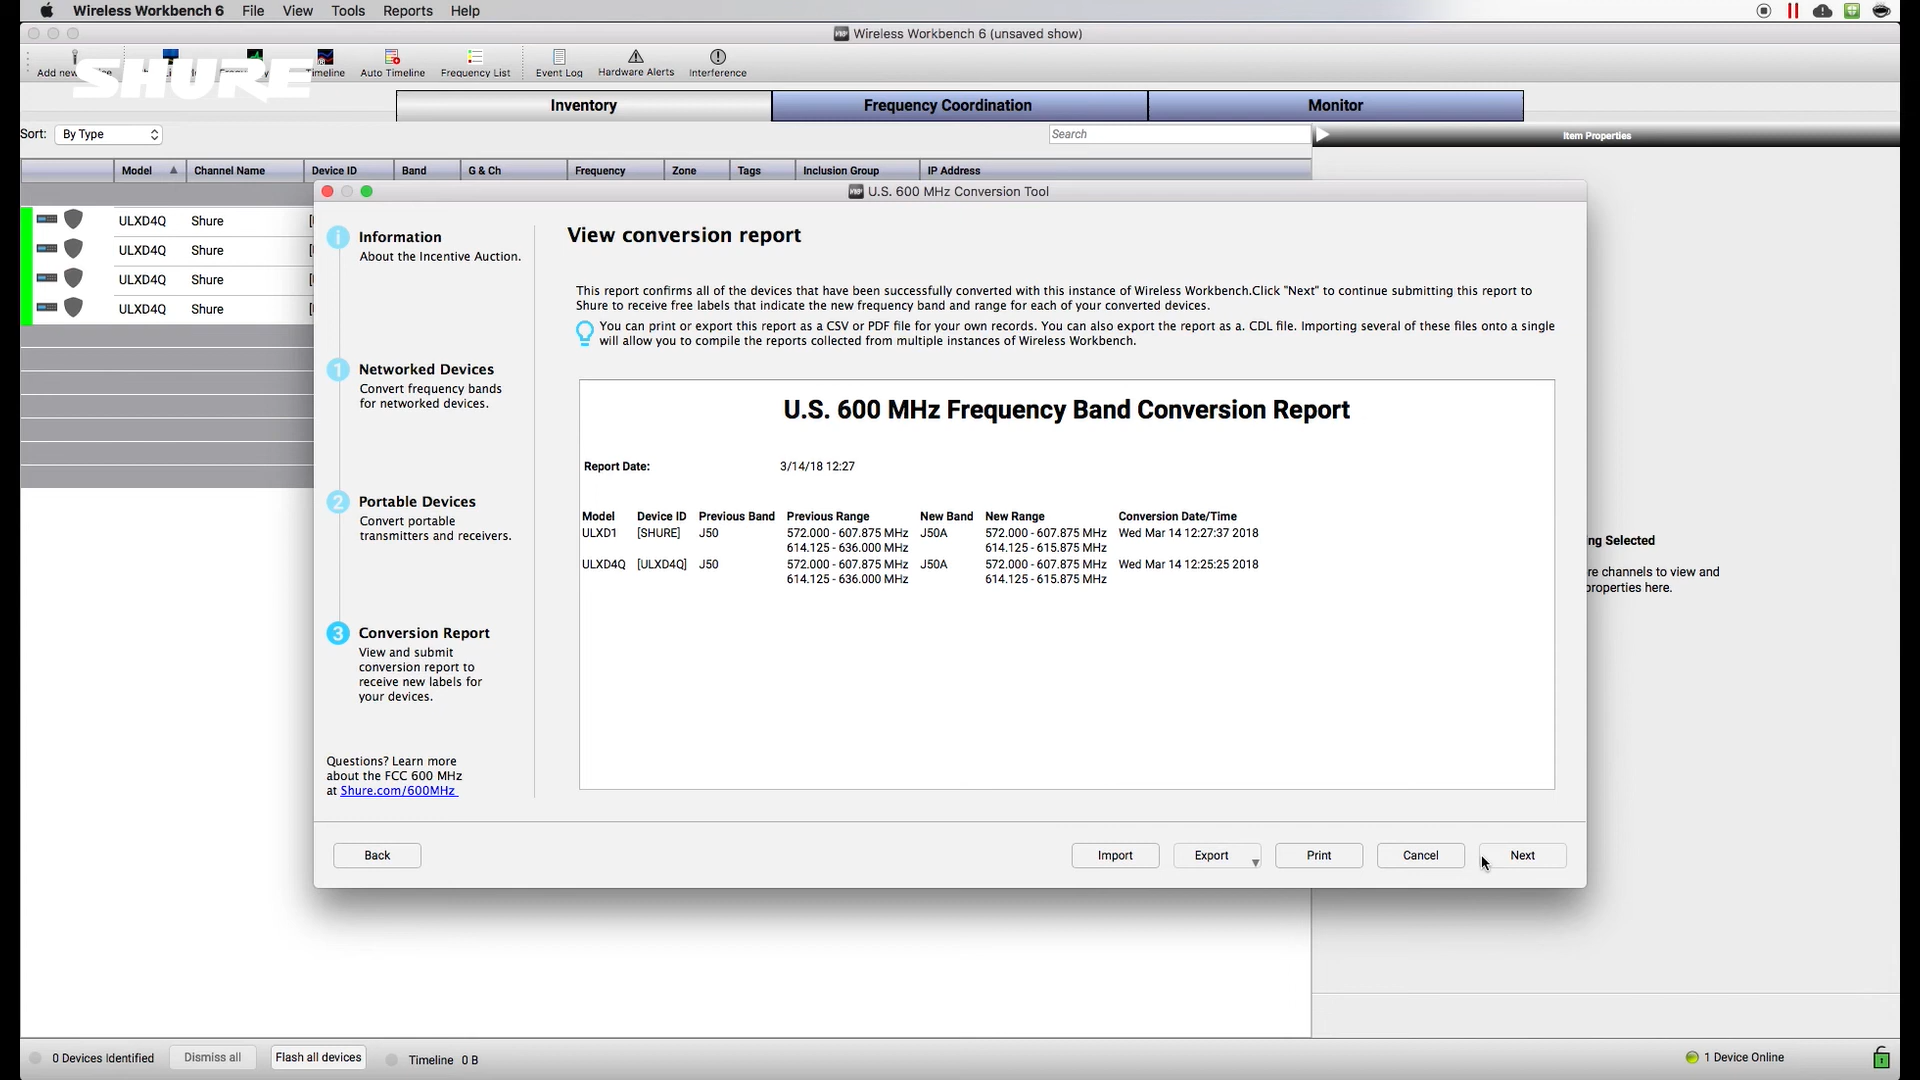 Wireless Workbench 6 File View Tools Reports Help
Wireless Workbench 6 (unsaved show)
Add new Timeline Auto Timeline Frequency List Event Log Hardware Alerts Interference
SHURE
Inventory Frequency Coordination Monitor
Sort: By Type Search Item Properties
Model Channel Name Device ID Band G & Ch Frequency Zone Tags Inclusion Group IP Address
U.S. 600 MHz Conversion Tool
ULXD4Q Shure
ULXD4Q Shure
ULXD4Q Shure
ULXD4Q Shure
i Information
About the Incentive Auction.
1 Networked Devices
Convert frequency bands
for networked devices.
2 Portable Devices
Convert portable
transmitters and receivers.
3 Conversion Report
View and submit
conversion report to
receive new labels for
your devices.
Questions? Learn more
about the FCC 600 MHz
at Shure.com/600MHz
View conversion report
This report confirms all of the devices that have been successfully converted with this instance of Wireless Workbench.Click "Next" to continue submitting this report to
Shure to receive free labels that indicate the new frequency band and range for each of your converted devices.
You can print or export this report as a CSV or PDF file for your own records. You can also export the report as a. CDL file. Importing several of these files onto a single
will allow you to compile the reports collected from multiple instances of Wireless Workbench.
U.S. 600 MHz Frequency Band Conversion Report
Report Date: 3/14/18 12:27
Model Device ID Previous Band Previous Range New Band New Range Conversion Date/Time
ULXD1 [SHURE] J50 572.000 - 607.875 MHz J50A 572.000 - 607.875 MHz Wed Mar 14 12:27:37 2018
614.125 - 636.000 MHz 614.125 - 615.875 MHz
ULXD4Q [ULXD4Q] J50 572.000 - 607.875 MHz J50A 572.000 - 607.875 MHz Wed Mar 14 12:25:25 2018
614.125 - 636.000 MHz 614.125 - 615.875 MHz
ng Selected
re channels to view and
properties here.
Back Import Export Print Cancel Next
0 Devices Identified Dismiss all Flash all devices Timeline 0 B 1 Device Online